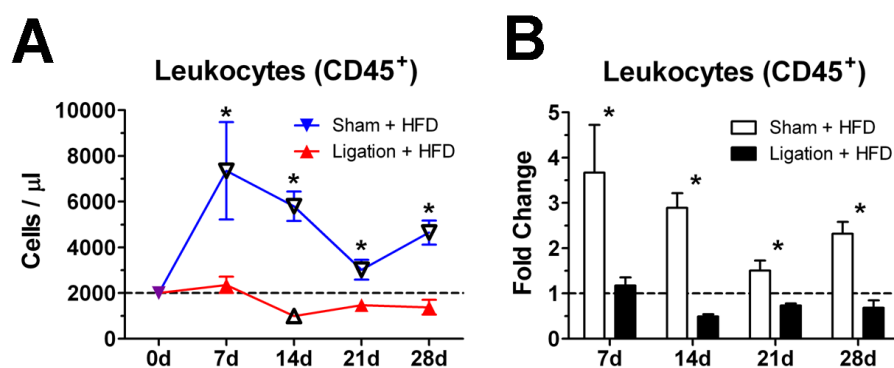 A
Leukocytes (CD45+)
Cells / μl
10000
8000
6000
4000
2000
0
0d 7d 14d 21d 28d
Sham + HFD
Ligation + HFD
*
*
*
*
B
Leukocytes (CD45+)
Fold Change
5
4
3
2
1
0
7d 14d 21d 28d
Sham + HFD
Ligation + HFD
*
*
*
*